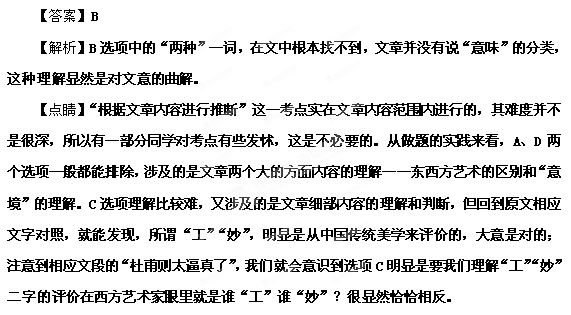 【答案】B
【解析】B选项中的“两种”一词，在文中根本找不到，文章并没有说“意味”的分类，
这种理解显然是对文意的曲解。
【点睛】“根据文章内容进行推断”这一考点实在文章内容范围内进行的，其难度并不
是很深，所以有一部分同学对考点有些发怵，这是不必要的。从做题的实践来看，A、D两
个选项一般都能排除，涉及的是文章两个大的方面内容的理解——东西方艺术的区别和“意
境”的理解。C选项理解比较难，又涉及的是文章细部内容的理解和判断，但回到原文相应
文字对照，就能发现，所谓“工”“妙”，明显是从中国传统美学来评价的，大意是对的；
注意到相应文段的“杜甫则太逼真了”，我们就会意识到选项C明显是要我们理解“工”“妙”
二字的评价在西方艺术家眼里就是谁“工”谁“妙”？很显然恰恰相反。